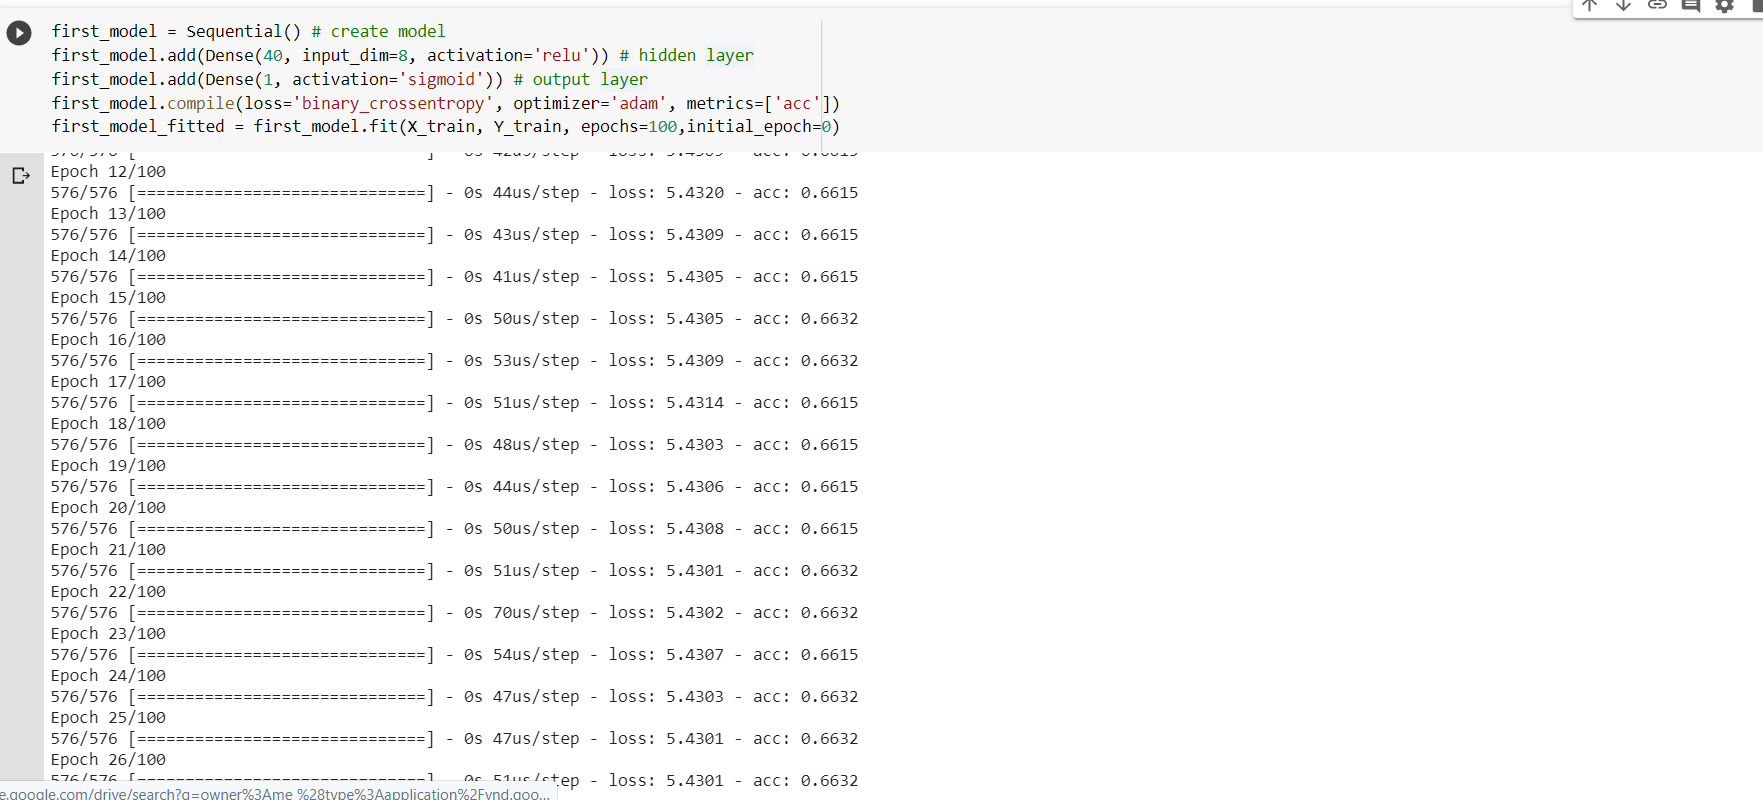 first_model = Sequential() # create model
first_model.add(Dense(40, input_dim=8, activation='relu')) # hidden layer
first_model.add(Dense(1, activation='sigmoid')) # output layer
first_model.compile(loss='binary_crossentropy', optimizer='adam', metrics=['acc'])
first_model_fitted = first_model.fit(X_train, Y_train, epochs=100,initial_epoch=0)
Epoch 12/100
576/576 [==============================] - 0s 44us/step - loss: 5.4320 - acc: 0.6615
Epoch 13/100
576/576 [==============================] - 0s 43us/step - loss: 5.4309 - acc: 0.6615
Epoch 14/100
576/576 [==============================] - 0s 41us/step - loss: 5.4305 - acc: 0.6615
Epoch 15/100
576/576 [==============================] - 0s 50us/step - loss: 5.4305 - acc: 0.6632
Epoch 16/100
576/576 [==============================] - 0s 53us/step - loss: 5.4309 - acc: 0.6632
Epoch 17/100
576/576 [==============================] - 0s 51us/step - loss: 5.4314 - acc: 0.6615
Epoch 18/100
576/576 [==============================] - 0s 48us/step - loss: 5.4303 - acc: 0.6615
Epoch 19/100
576/576 [==============================] - 0s 44us/step - loss: 5.4306 - acc: 0.6615
Epoch 20/100
576/576 [==============================] - 0s 50us/step - loss: 5.4308 - acc: 0.6615
Epoch 21/100
576/576 [==============================] - 0s 51us/step - loss: 5.4301 - acc: 0.6632
Epoch 22/100
576/576 [==============================] - 0s 70us/step - loss: 5.4302 - acc: 0.6632
Epoch 23/100
576/576 [==============================] - 0s 54us/step - loss: 5.4307 - acc: 0.6615
Epoch 24/100
576/576 [==============================] - 0s 47us/step - loss: 5.4303 - acc: 0.6632
Epoch 25/100
576/576 [==============================] - 0s 47us/step - loss: 5.4301 - acc: 0.6632
Epoch 26/100
576/576 [==============================] - 0s 51us/step - loss: 5.4301 - acc: 0.6632
e.google.com/drive/search?q=owner%3Ame %28type%3Aapplication%2Fvnd.goo...